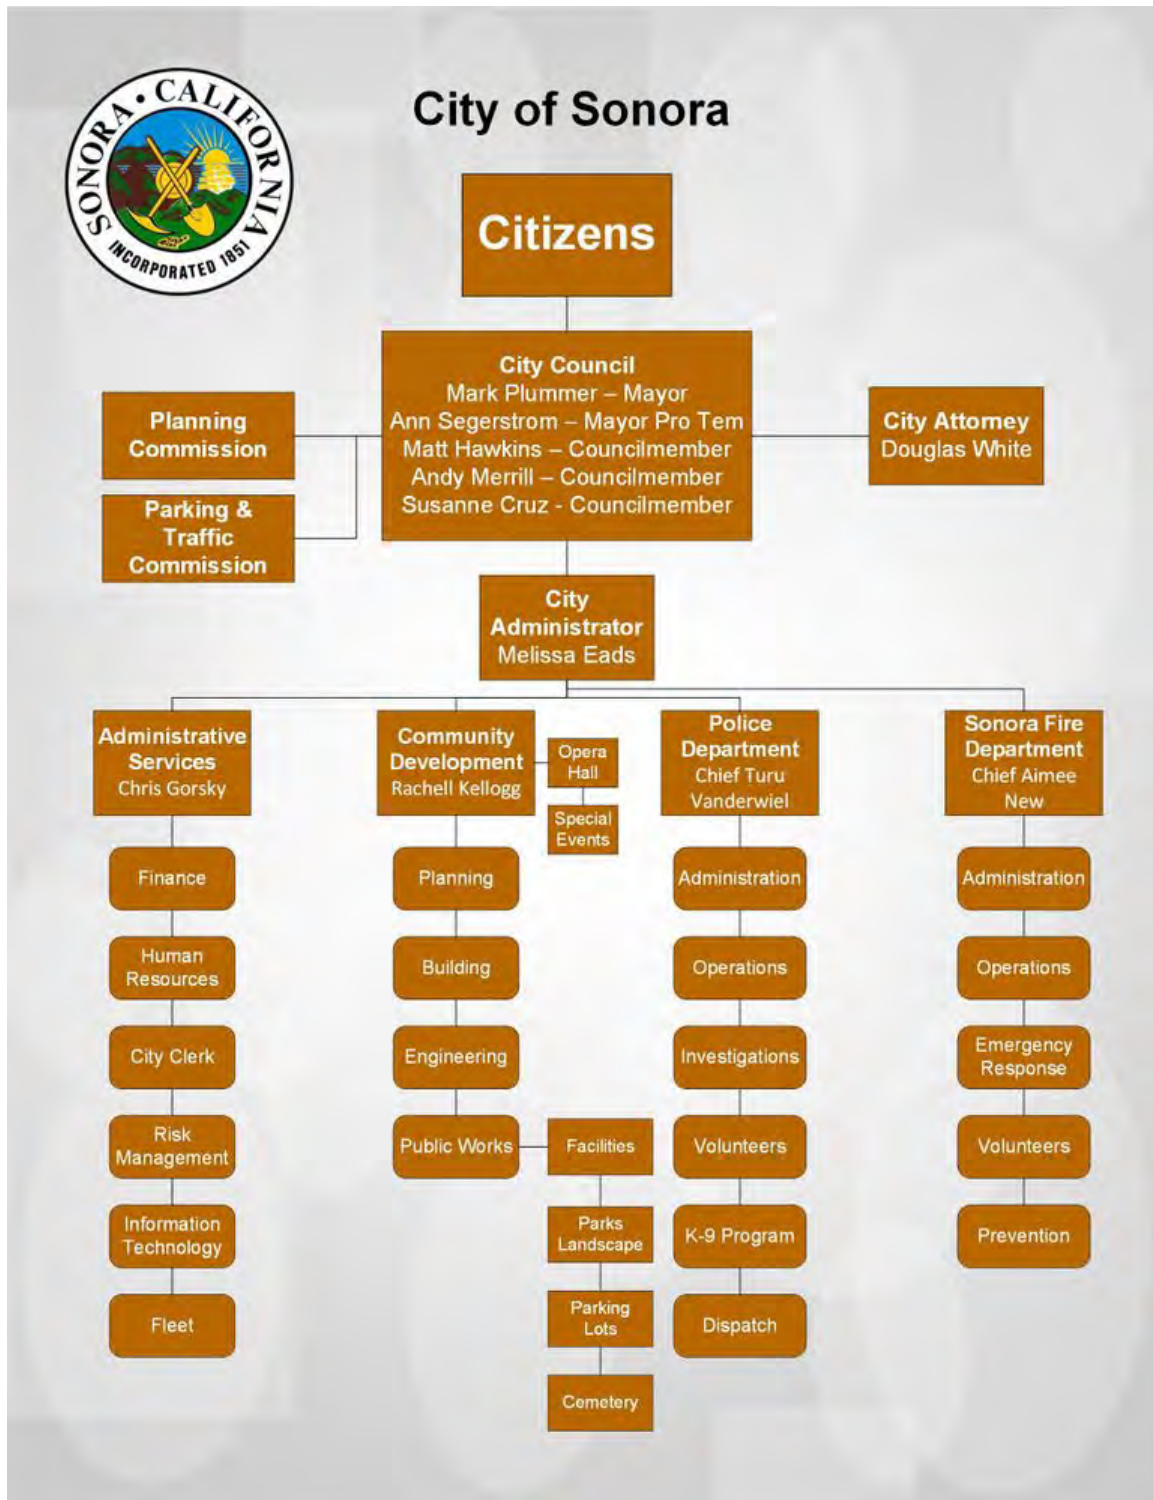 SONORA • CALIFORNIA
INCORPORATED 1851
City of Sonora
Citizens
City Council
Mark Plummer – Mayor
Ann Segerstrom – Mayor Pro Tem
Matt Hawkins – Councilmember
Andy Merrill – Councilmember
Susanne Cruz - Councilmember
Planning
Commission
Parking &
Traffic
Commission
City Attorney
Douglas White
City
Administrator
Melissa Eads
Administrative
Services
Chris Gorsky
Finance
Human
Resources
City Clerk
Risk
Management
Information
Technology
Fleet
Community
Development
Rachell Kellogg
Opera
Hall
Special
Events
Planning
Building
Engineering
Public Works
Facilities
Parks
Landscape
Parking
Lots
Cemetery
Police
Department
Chief Turu
Vanderwiel
Administration
Operations
Investigations
Volunteers
K-9 Program
Dispatch
Sonora Fire
Department
Chief Aimee
New
Administration
Operations
Emergency
Response
Volunteers
Prevention